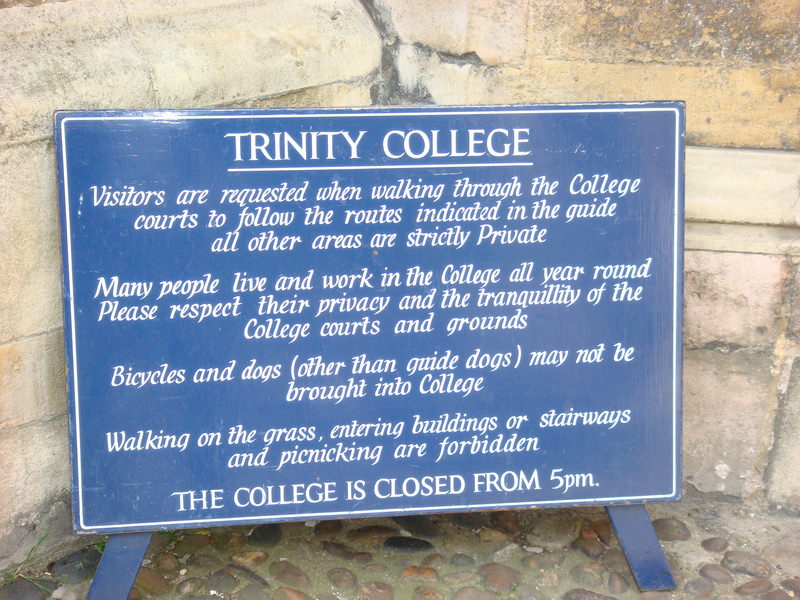 TRINITY COLLEGE
Visitors are requested when walking through the College
courts to follow the routes indicated in the guide
all other areas are strictly Private
Many people live and work in the College all year round
Please respect their privacy and the tranquillity of the
College courts and grounds
Bicycles and dogs (other than guide dogs) may not be
brought into College
Walking on the grass, entering buildings or stairways
and picnicking are forbidden
THE COLLEGE IS CLOSED FROM 5pm.